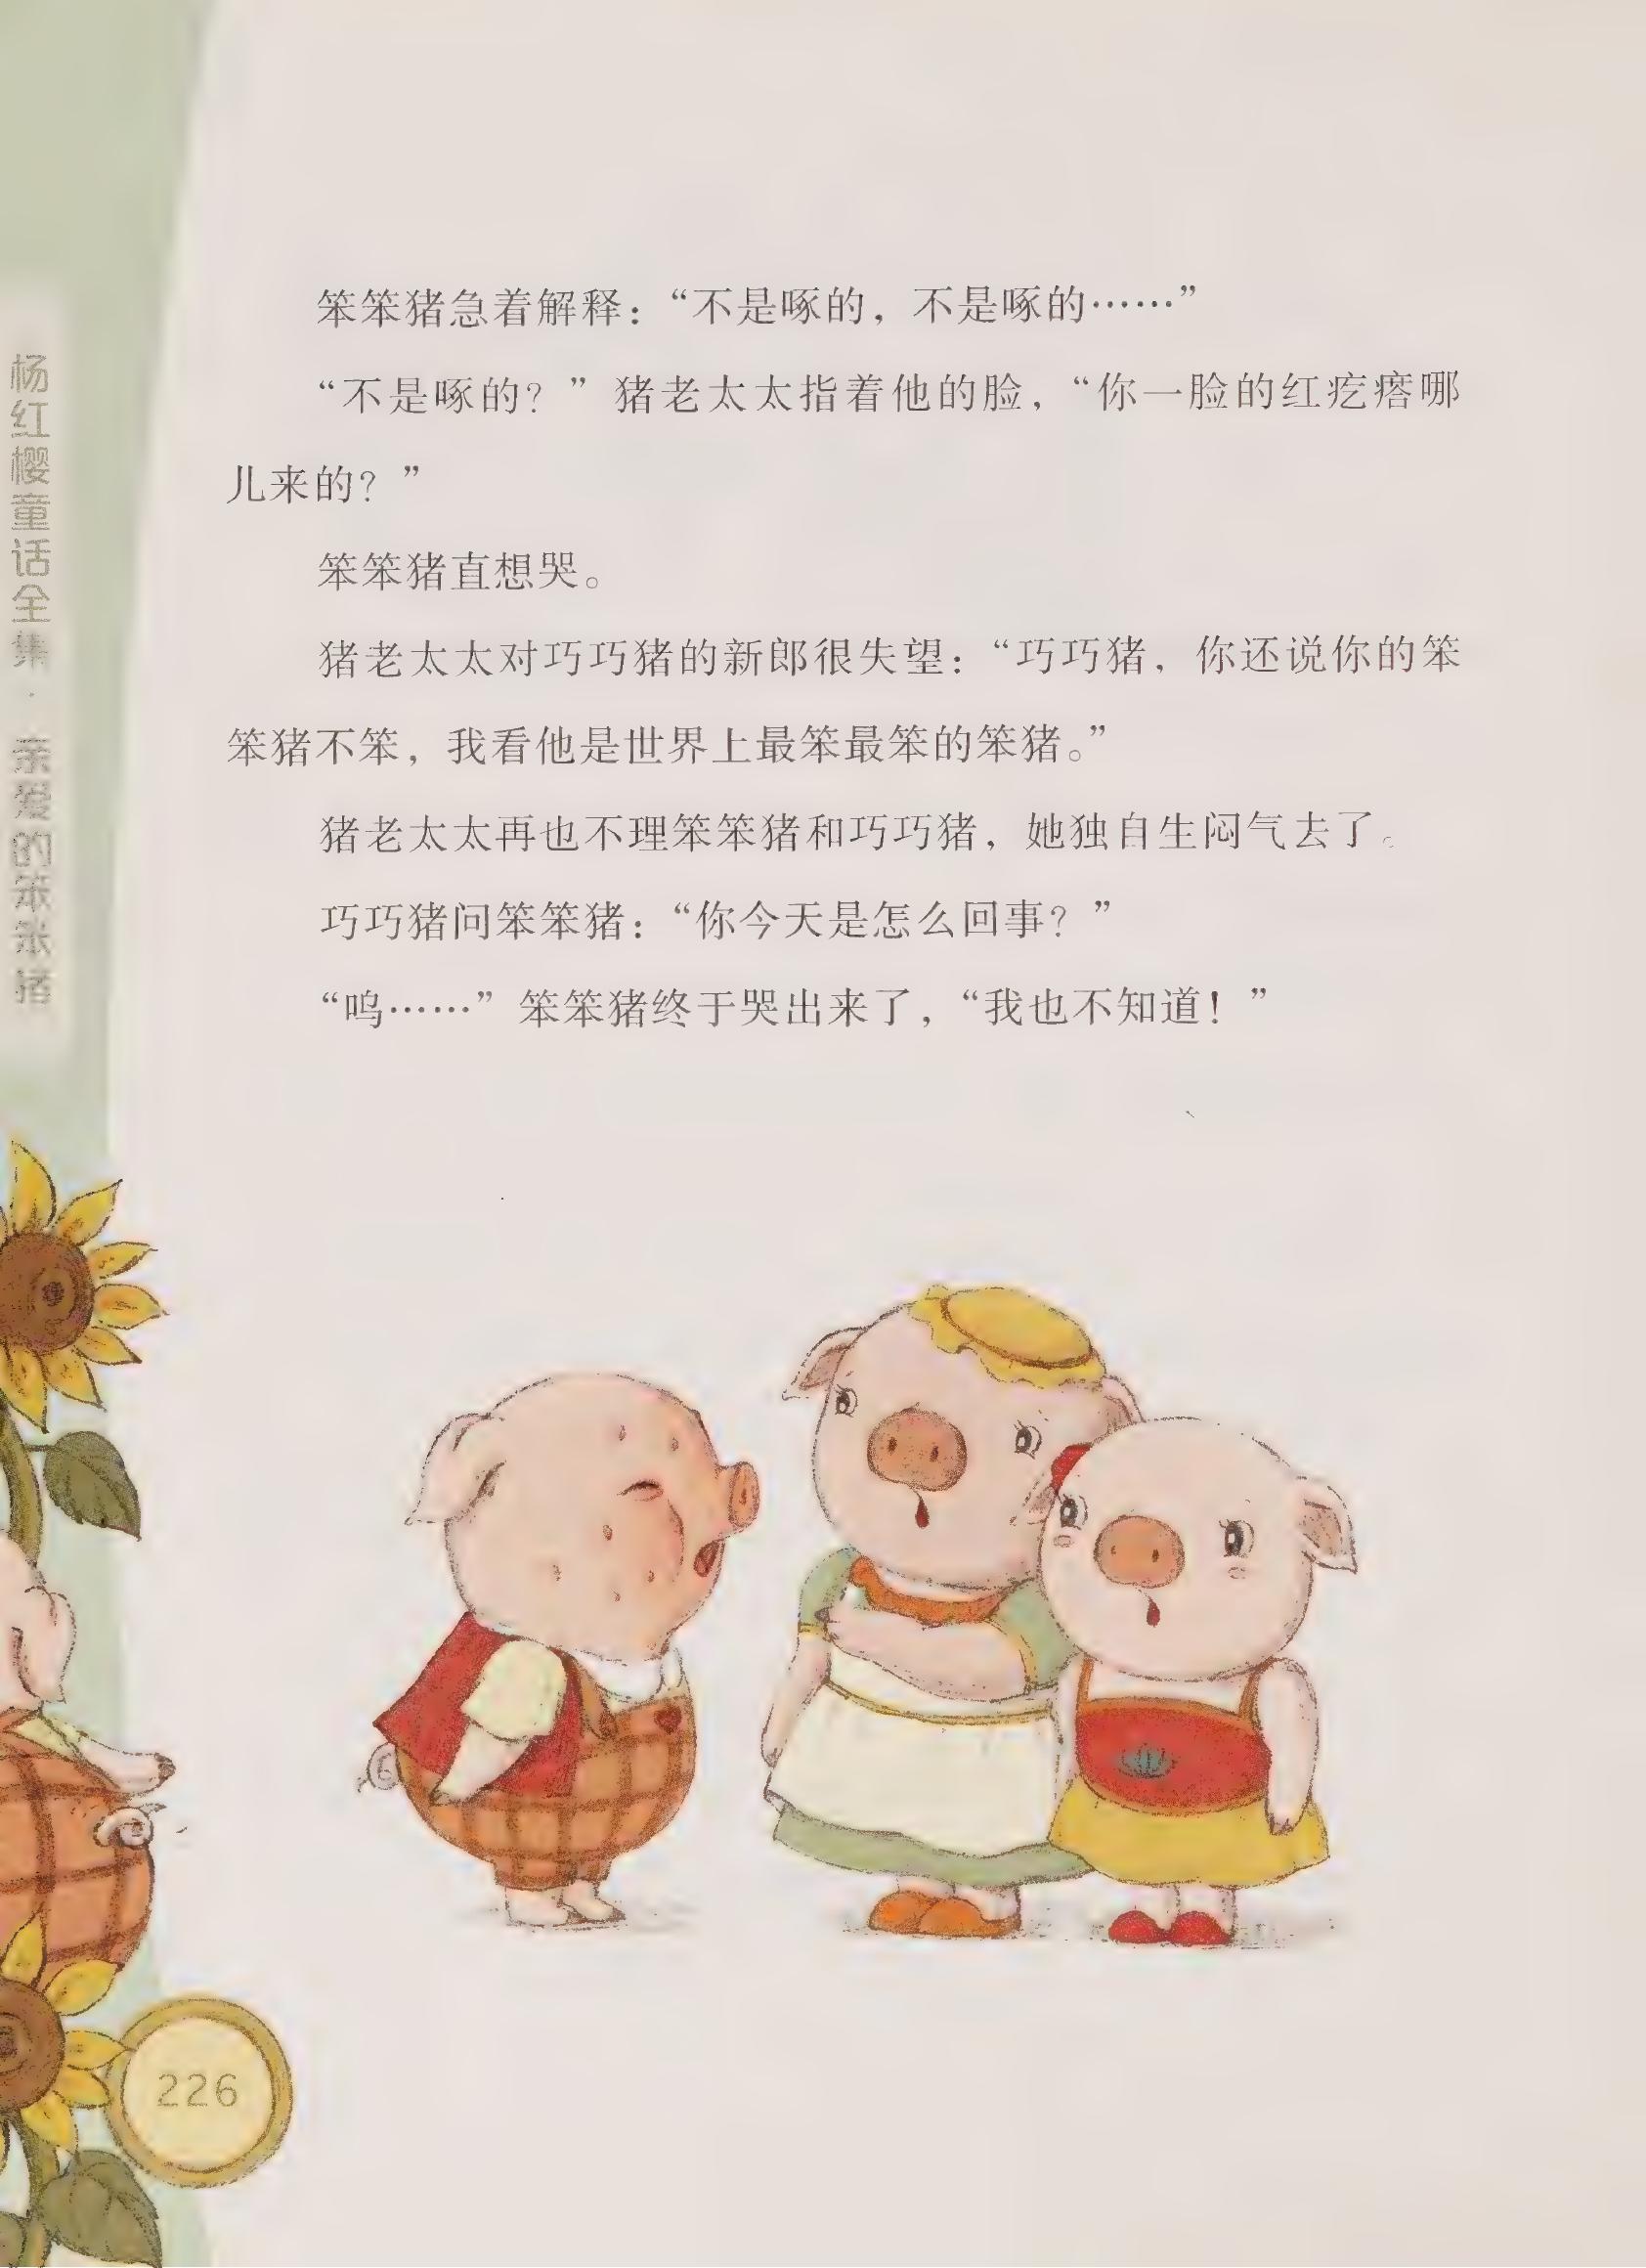 杨红樱童话全集·亲爱的笨笨猪
笨笨猪急着解释：“不是啄的，不是啄的……”
“不是啄的？”猪老太太指着他的脸，“你一脸的红疙瘩哪
儿来的？”
笨笨猪直想哭。
猪老太太对巧巧猪的新郎很失望：“巧巧猪，你还说你的笨
笨猪不笨，我看他是世界上最笨最笨的笨猪。”
猪老太太再也不理笨笨猪和巧巧猪，她独自生闷气去了。
巧巧猪问笨笨猪：“你今天是怎么回事？”
“呜……”笨笨猪终于哭出来了，“我也不知道！”
226